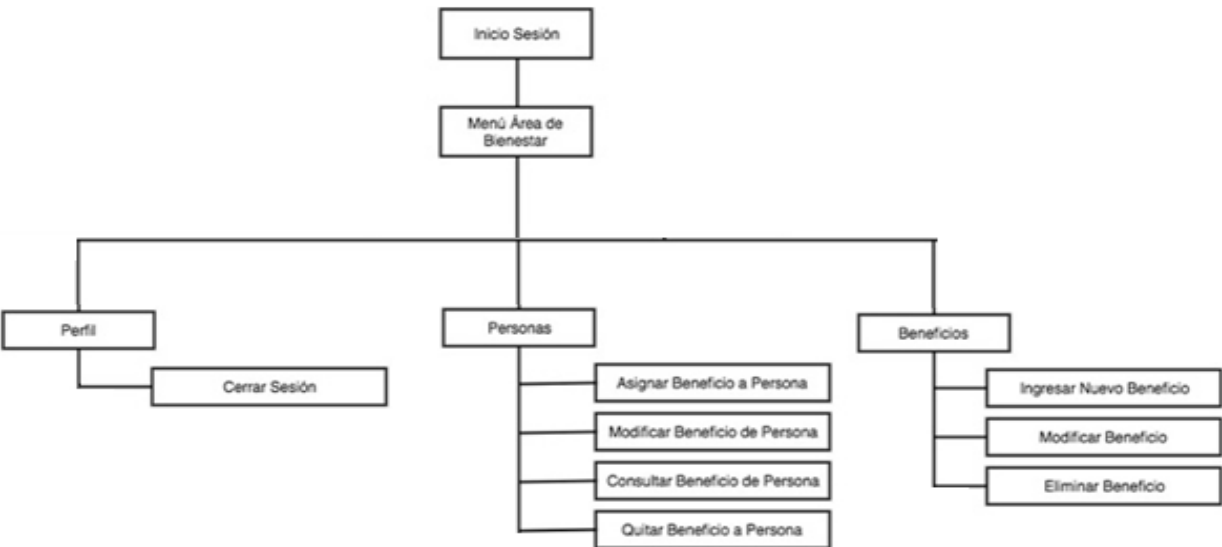 Inicio Sesión
Menú Área de
Bienestar
Perfil
Cerrar Sesión
Personas
Asignar Beneficio a Persona
Modificar Beneficio de Persona
Consultar Beneficio de Persona
Quitar Beneficio a Persona
Beneficios
Ingresar Nuevo Beneficio
Modificar Beneficio
Eliminar Beneficio